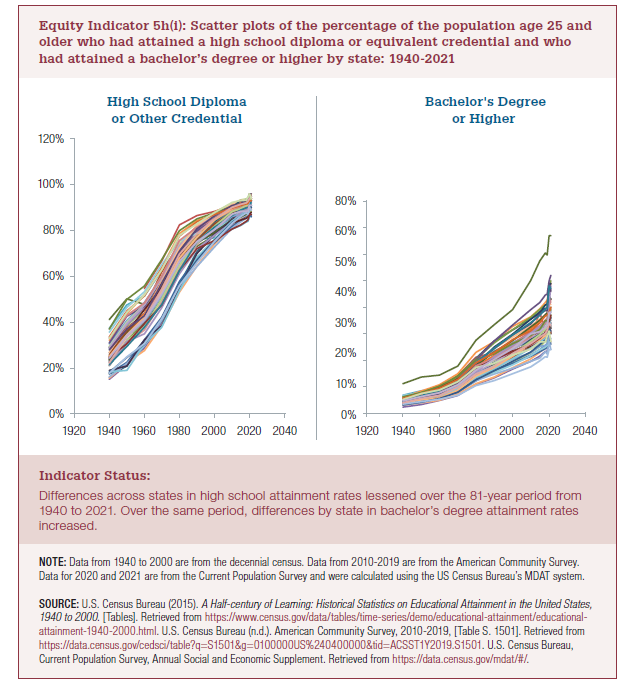 Equity Indicator 5h(i): Scatter plots of the percentage of the population age 25 and
older who had attained a high school diploma or equivalent credential and who
had attained a bachelor's degree or higher by state: 1940-2021
High School Diploma
or Other Credential
120%
100%
80%
60%
40%
20%
0%
1920 1940 1960 1980 2000 2020 2040
Bachelor's Degree
or Higher
80%
60%
50%
40%
30%
20%
10%
0%
1920 1940 1960 1980 2000 2020 2040
Indicator Status:
Differences across states in high school attainment rates lessened over the 81-year period from
1940 to 2021. Over the same period, differences by state in bachelor's degree attainment rates
increased.
NOTE: Data from 1940 to 2000 are from the decennial census. Data from 2010-2019 are from the American Community Survey.
Data for 2020 and 2021 are from the Current Population Survey and were calculated using the US Census Bureau's MDAT system.
SOURCE: U.S. Census Bureau (2015). A Half-century of Learning: Historical Statistics on Educational Attainment in the United States,
1940 to 2000. [Tables]. Retrieved from https://www.census.gov/data/tables/time-series/demo/educational-attainment/educational-
attainment-1940-2000.html. U.S. Census Bureau (n.d.). American Community Survey, 2010-2019, [Table S. 1501]. Retrieved from
https://data.census.gov/cedsci/table?q=S1501&g=0100000US%240400000&tid=ACSST1Y2019.S1501. U.S. Census Bureau,
Current Population Survey, Annual Social and Economic Supplement. Retrieved from https://data.census.gov/mdat/#/.